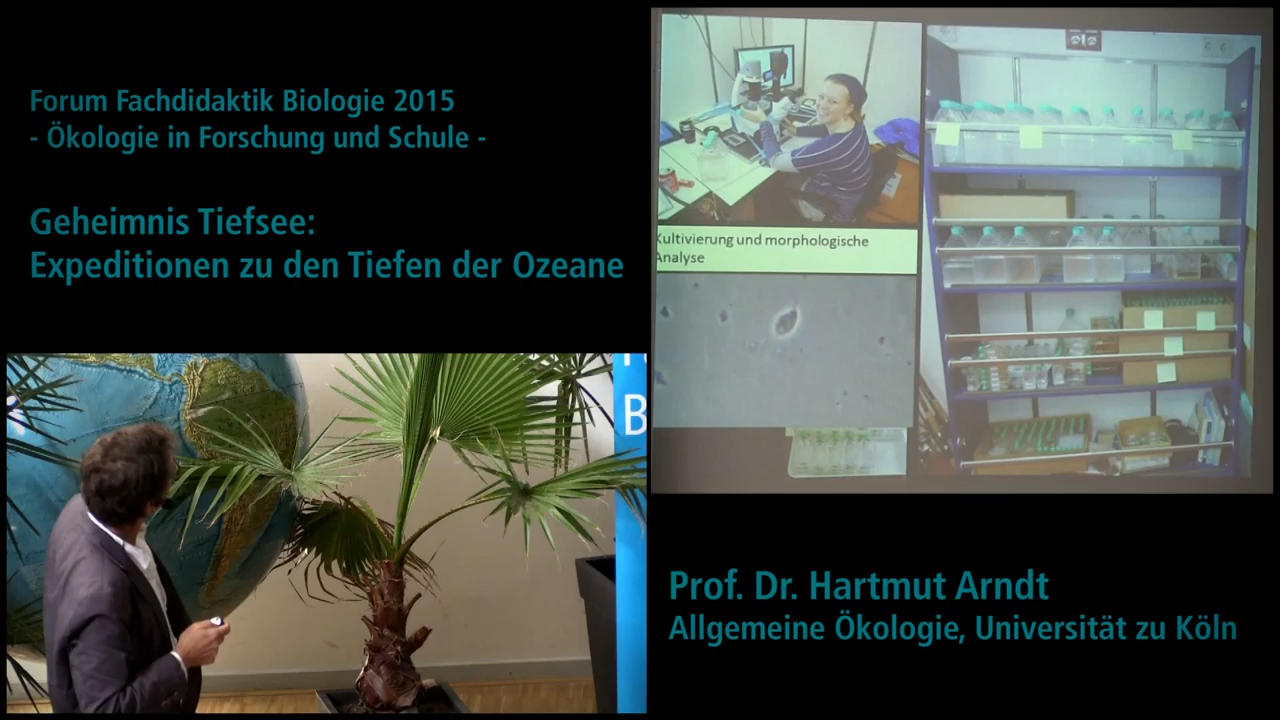 Forum Fachdidaktik Biologie 2015
- Ökologie in Forschung und Schule -
Geheimnis Tiefsee:
Expeditionen zu den Tiefen der Ozeane
Kultivierung und morphologische
Analyse
B
Prof. Dr. Hartmut Arndt
Allgemeine Ökologie, Universität zu Köln